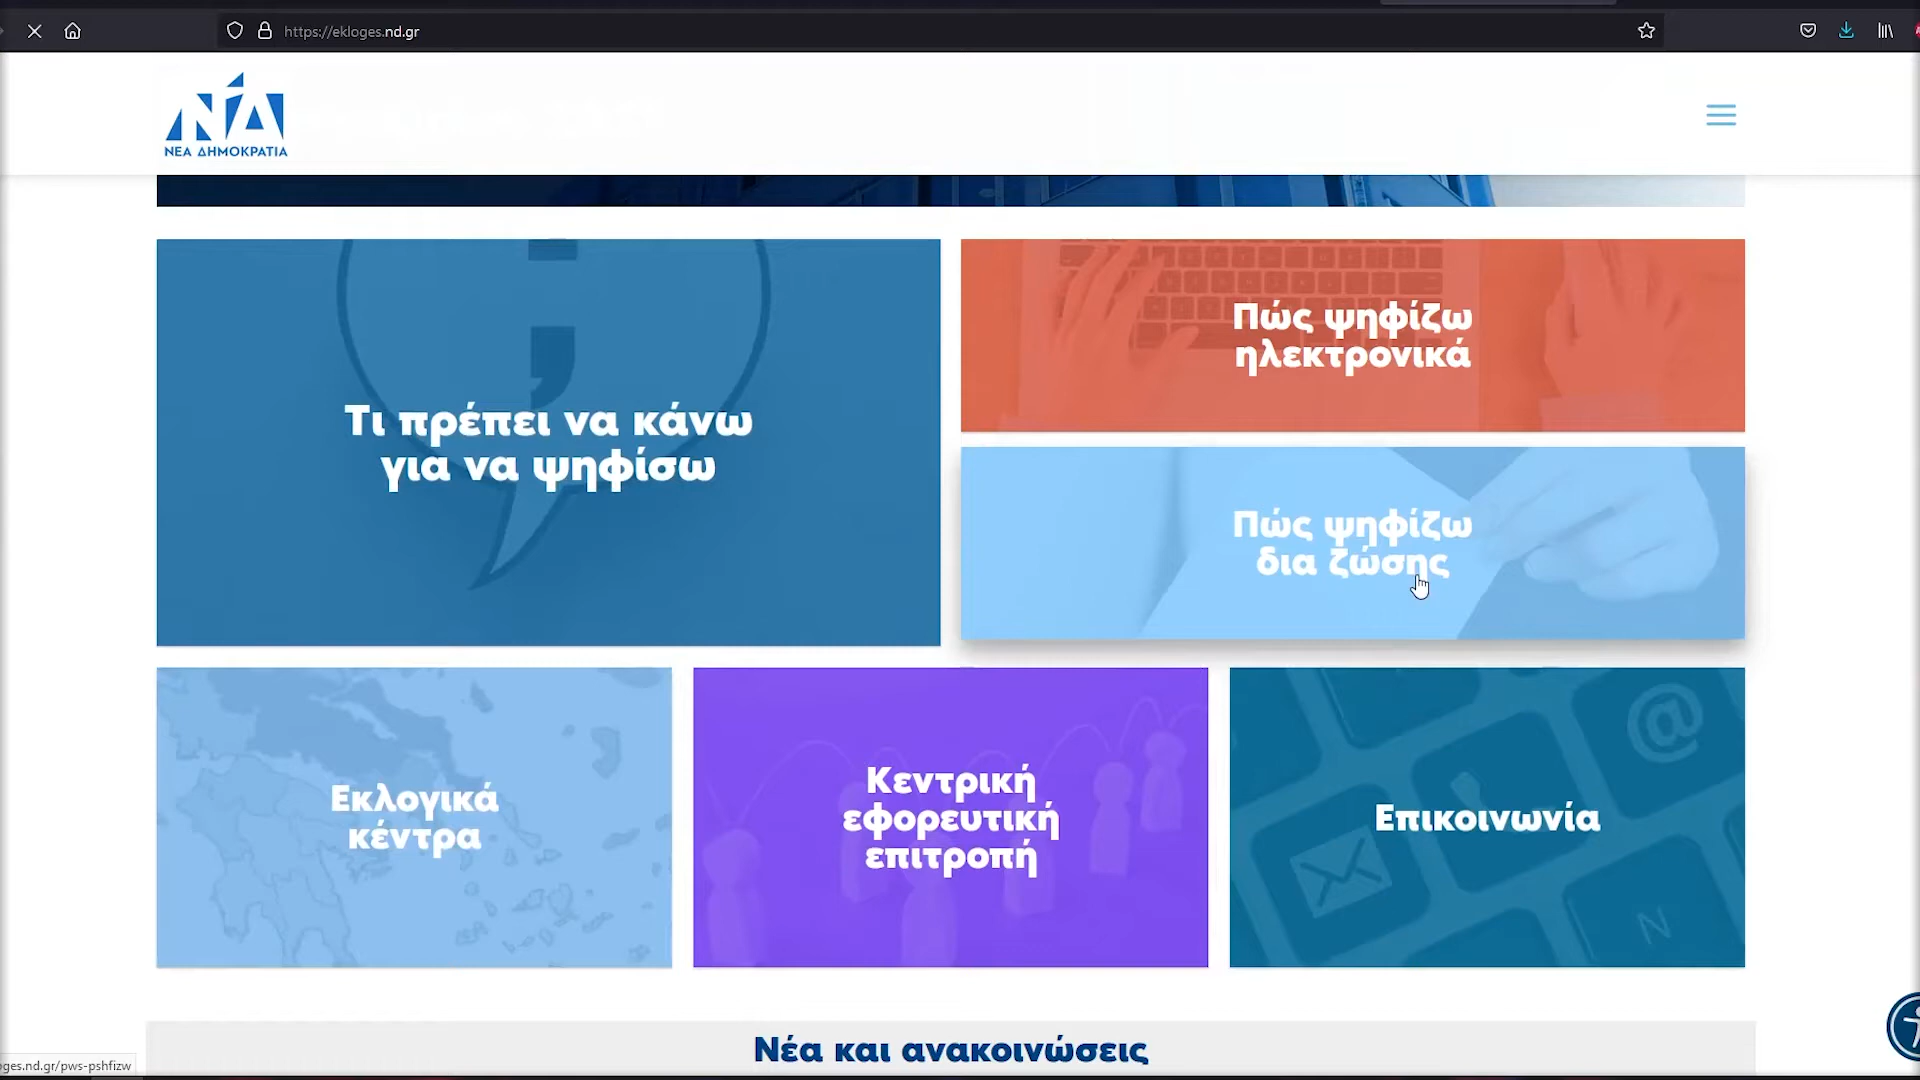 https://ekloges.nd.gr
ΝΔ
ΝΕΑ ΔΗΜΟΚΡΑΤΙΑ
Τι πρέπει να κάνω
για να ψηφίσω
Πώς ψηφίζω
ηλεκτρονικά
Πώς ψηφίζω
δια ζώσης
Εκλογικά
κέντρα
Κεντρική
εφορευτική
επιτροπή
@
N
Επικοινωνία
Νέα και ανακοινώσεις
oges.nd.gr/pws-pshfizw